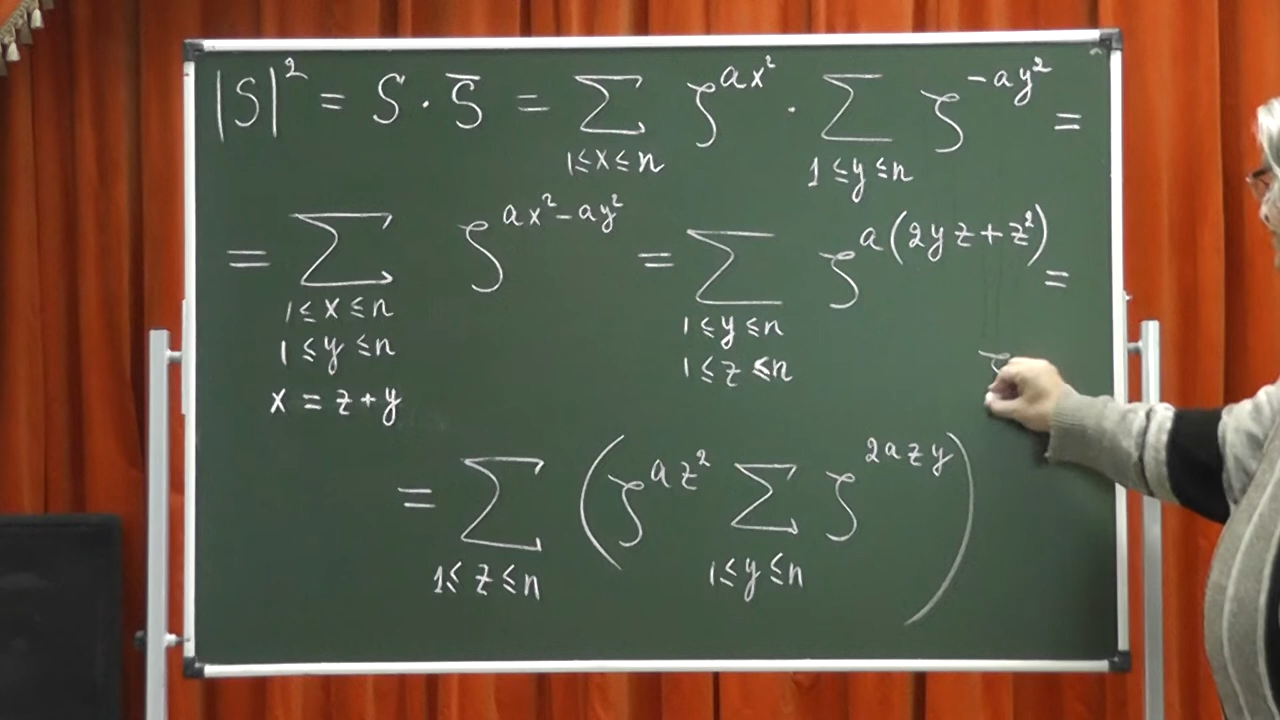 |S|² = S · S̅ = ∑ ζ^{ax²} · ∑ ζ^{-ay²} =
1≤x≤n 1≤y≤n
= ∑ ζ^{ax²-ay²} = ∑ ζ^{a(2yz+z²)} =
1≤x≤n 1≤y≤n
1≤y≤n 1≤z≤n
x = z+y
= ∑ (ζ^{az²} ∑ ζ^{2azy})
1≤z≤n 1≤y≤n